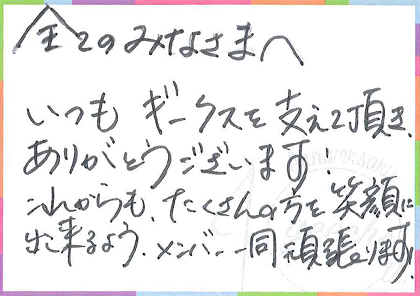 全てのみなさまへ
いつも ギークスを支えて頂き、
ありがとうございます.
これからも、たくさんの方を笑顔に
出来るよう、メンバー一同頑張ります!